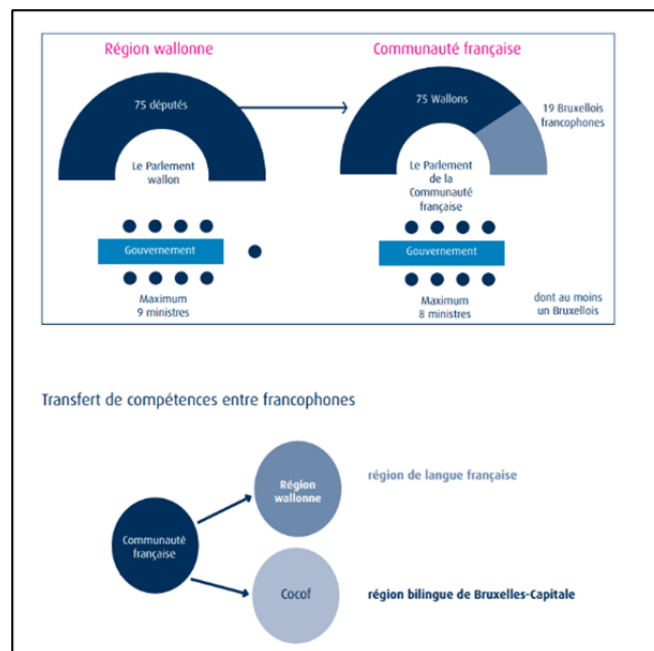 Région wallonne
Communauté française
75 députés
75 Wallons
19 Bruxellois
francophones
Le Parlement
wallon
Le Parlement
de la
Communauté
française
Gouvernement
Gouvernement
Maximum
9 ministres
Maximum
8 ministres
dont au moins
un Bruxellois
Transfert de compétences entre francophones
Région
wallonne
région de langue française
Communauté
française
Cocof
région bilingue de Bruxelles-Capitale